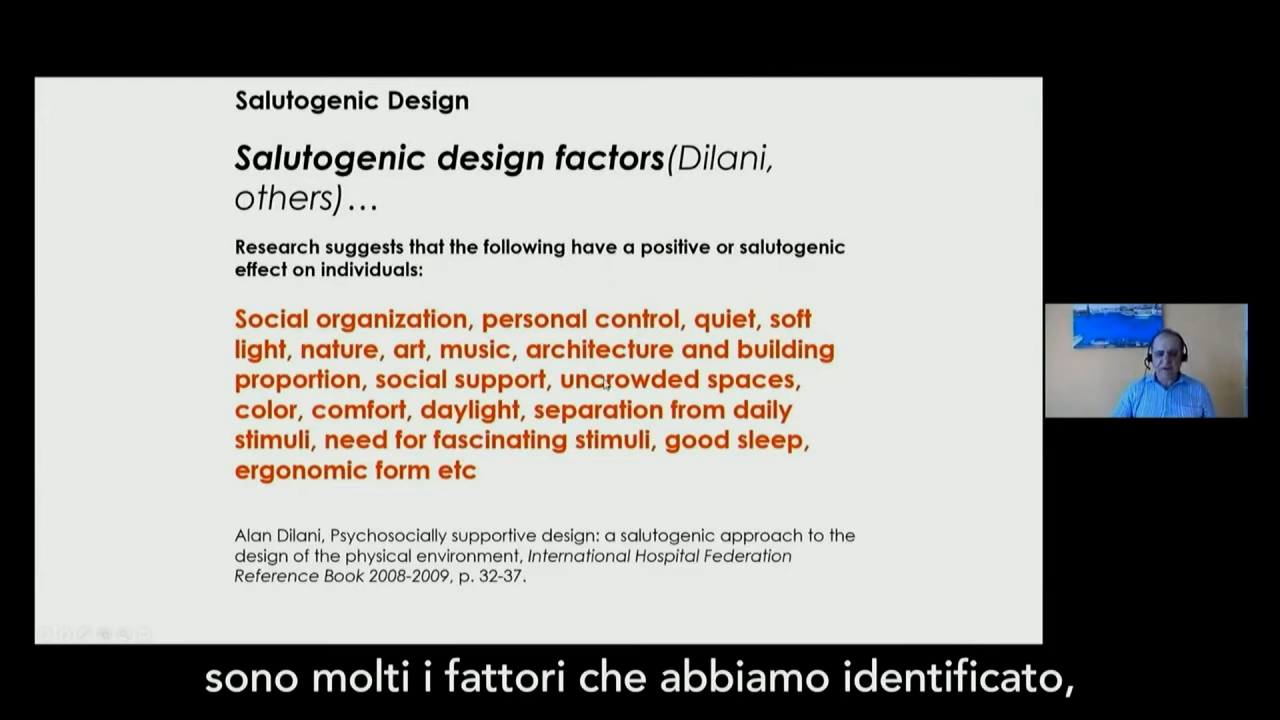 Salutogenic Design
Salutogenic design factors(Dilani,
others)...
Research suggests that the following have a positive or salutogenic
effect on individuals:
Social organization, personal control, quiet, soft
light, nature, art, music, architecture and building
proportion, social support, uncrowded spaces,
color, comfort, daylight, separation from daily
stimuli, need for fascinating stimuli, good sleep,
ergonomic form etc
Alan Dilani, Psychosocially supportive design: a salutogenic approach to the
design of the physical environment, International Hospital Federation
Reference Book 2008-2009, p. 32-37.
sono molti i fattori che abbiamo identificato,